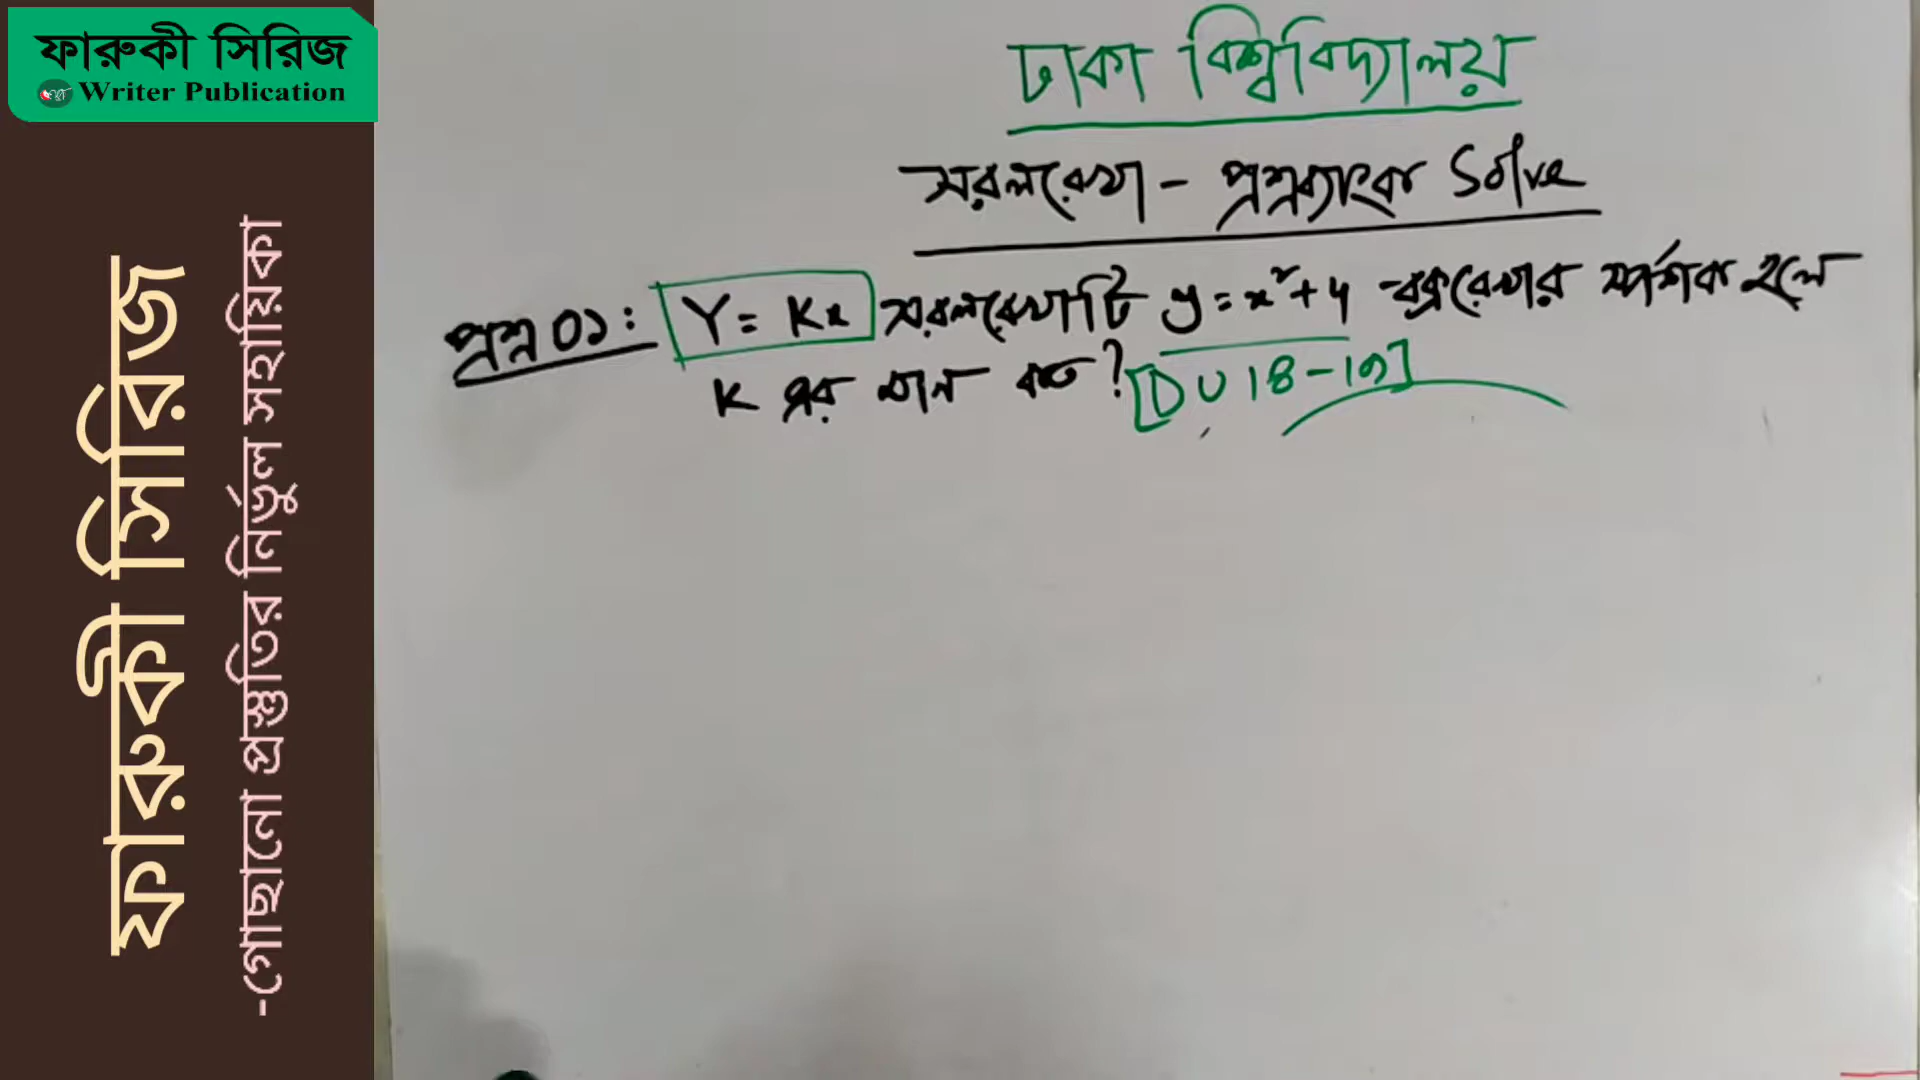 ফারুকী সিরিজ
Writer Publication
ফারুকী সিরিজ
-গোছানো প্রস্তুতির নির্ভুল সহায়িকা
ঢাকা বিশ্ববিদ্যালয়
সরলরেখা - প্রশ্নব্যাংক Solve
প্রশ্ন 01: Y = Kx সরলরেখাটি y = x² + 4 বক্ররেখার স্পর্শক হলে
K এর মান কত? [DU 18-19]